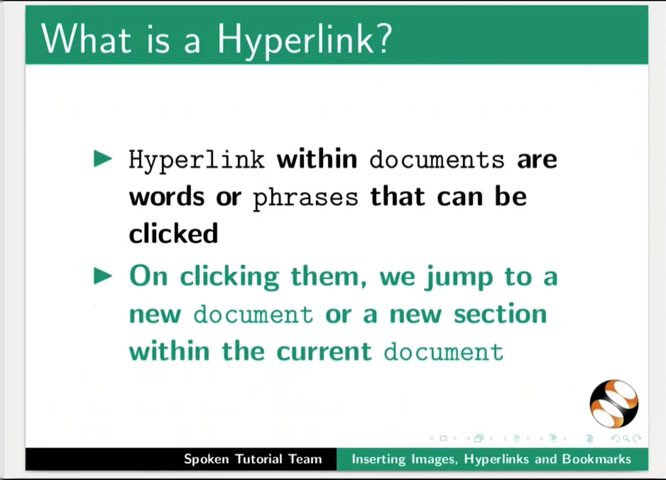 What is a Hyperlink?
Hyperlink within documents are
words or phrases that can be
clicked
On clicking them, we jump to a
new document or a new section
within the current document
Spoken Tutorial Team
Inserting Images, Hyperlinks and Bookmarks